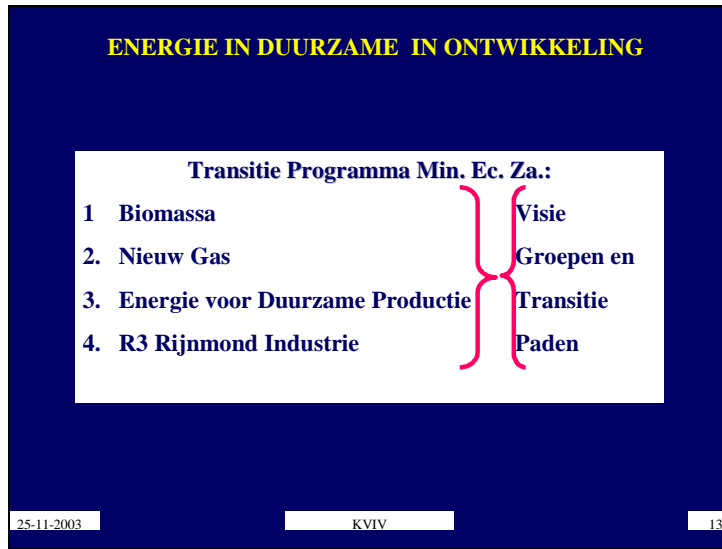 ENERGIE IN DUURZAME IN ONTWIKKELING
Transitie Programma Min. Ec. Za.:
1 Biomassa Visie
2. Nieuw Gas Groepen en
3. Energie voor Duurzame Productie Transitie
4. R3 Rijnmond Industrie Paden
25-11-2003 KVIV 13